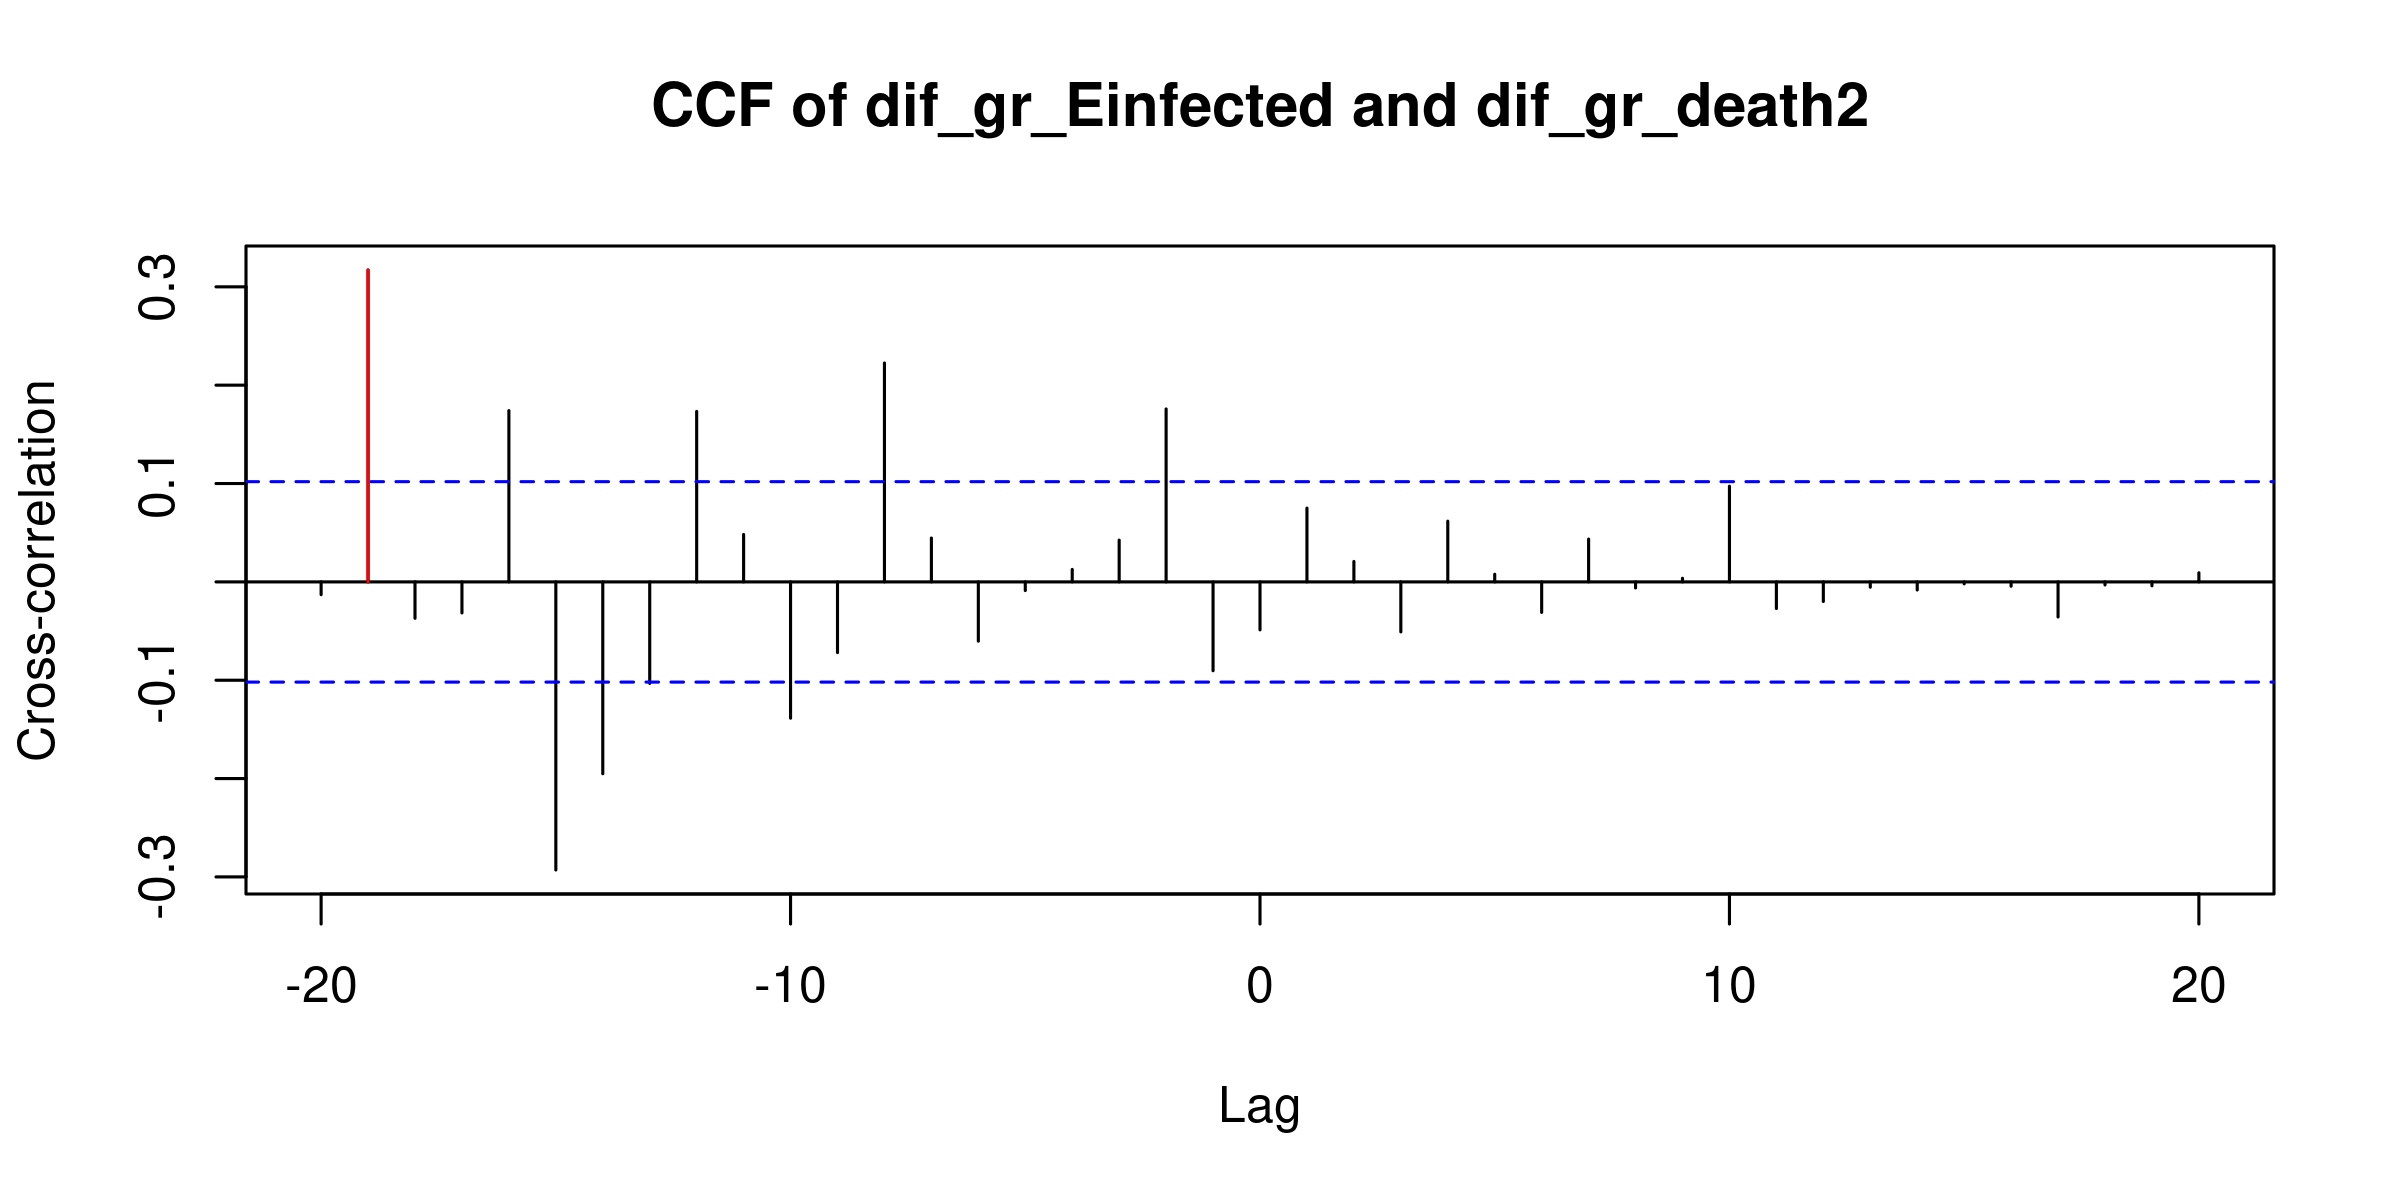 CCF of dif_gr_Einfected and dif_gr_death2
Cross-correlation
0.3
0.1
-0.1
-0.3
-20 -10 0 10 20
Lag